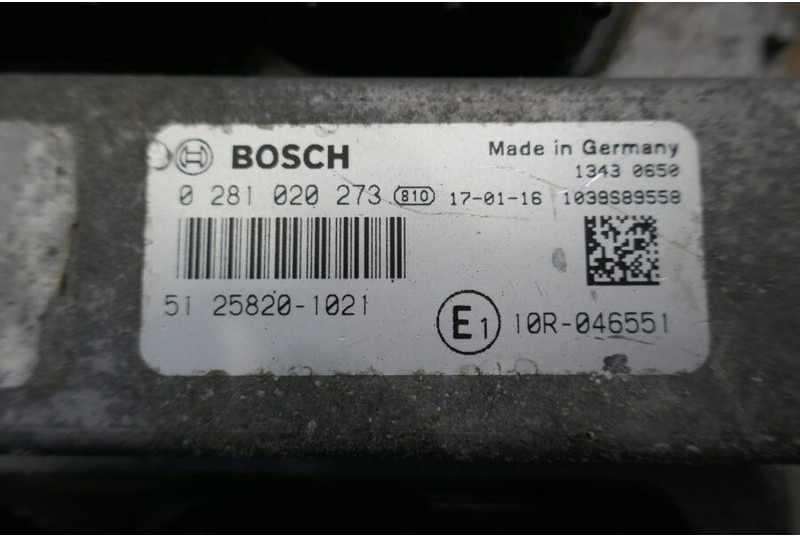 BOSCH Made in Germany
1343 0650
0 281 020 273 810 17-01-16 1039S89558
51 25820-1021 E1 10R-046551